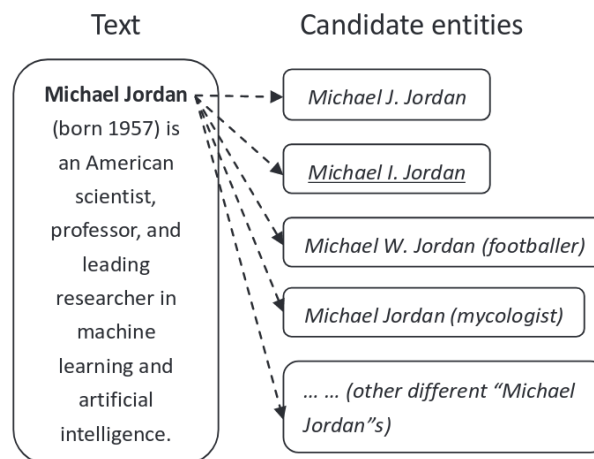 Text
Candidate entities
Michael Jordan
(born 1957) is
an American
scientist,
professor, and
leading
researcher in
machine
learning and
artificial
intelligence.
Michael J. Jordan
Michael I. Jordan
Michael W. Jordan (footballer)
Michael Jordan (mycologist)
... ... (other different “Michael
Jordan”s)